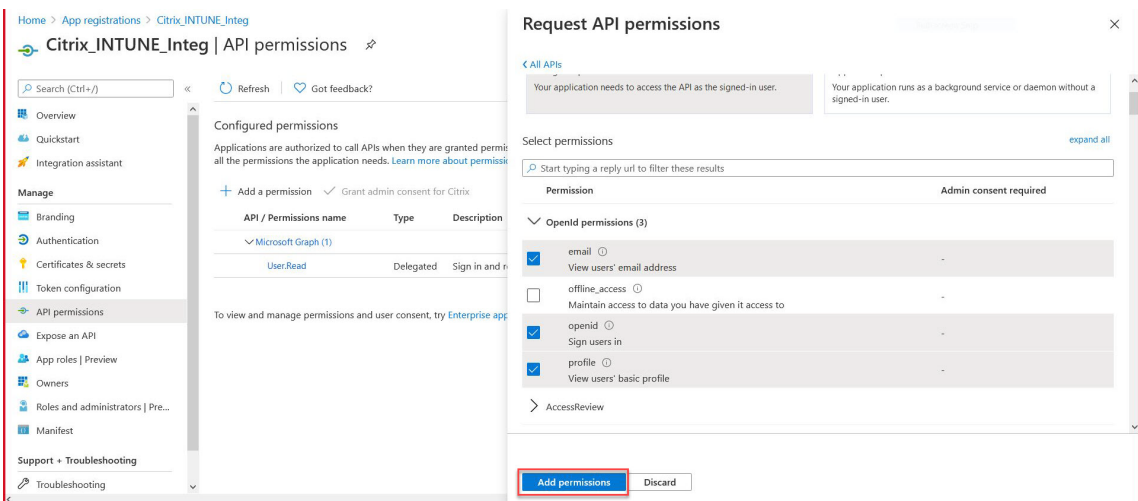 Home > App registrations > Citrix_INTUNE_Integ
Citrix_INTUNE_Integ | API permissions
Search (Ctrl+/)
«
Overview
Quickstart
Integration assistant
Manage
Branding
Authentication
Certificates & secrets
Token configuration
API permissions
Expose an API
App roles | Preview
Owners
Roles and administrators | Pre...
Manifest
Support + Troubleshooting
Troubleshooting
Refresh
Got feedback?
Configured permissions
Applications are authorized to call APIs when they are granted permis
all the permissions the application needs. Learn more about permissi
Add a permission
Grant admin consent for Citrix
API / Permissions name Type Description
Microsoft Graph (1)
User.Read Delegated Sign in and r
To view and manage permissions and user consent, try Enterprise app
Request API permissions
All APIs
Your application needs to access the API as the signed-in user.
Your application runs as a background service or daemon without a
signed-in user.
Select permissions
expand all
Start typing a reply url to filter these results
Permission Admin consent required
OpenId permissions (3)
email
View users' email address
-
offline_access
Maintain access to data you have given it access to
-
openid
Sign users in
-
profile
View users' basic profile
-
AccessReview
Add permissions
Discard